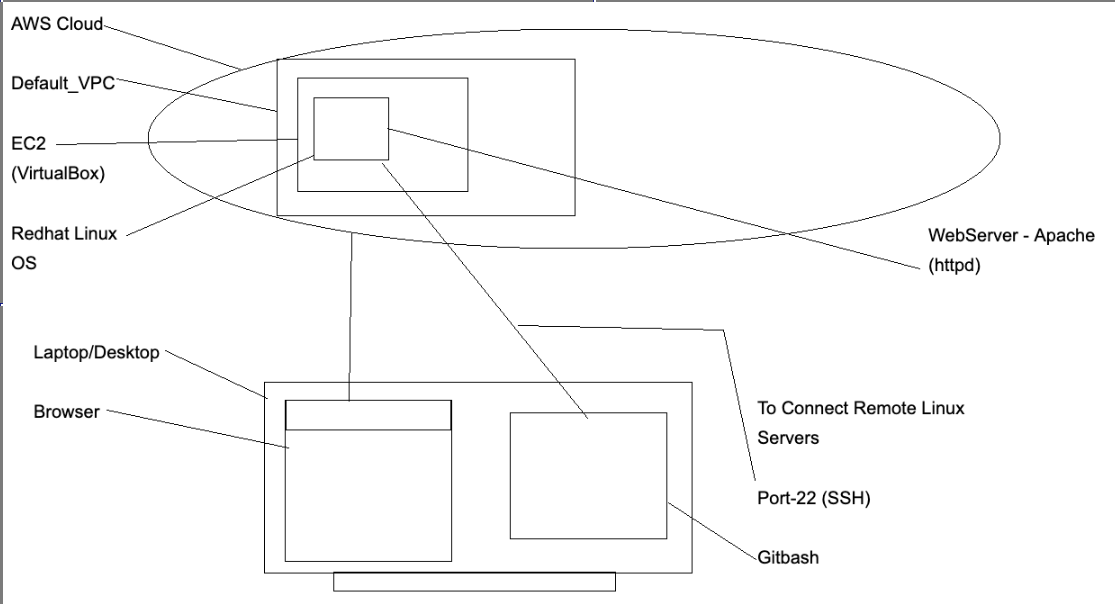 AWS Cloud
Default_VPC
EC2
(VirtualBox)
Redhat Linux
OS
WebServer - Apache
(httpd)
Laptop/Desktop
Browser
To Connect Remote Linux
Servers
Port-22 (SSH)
Gitbash